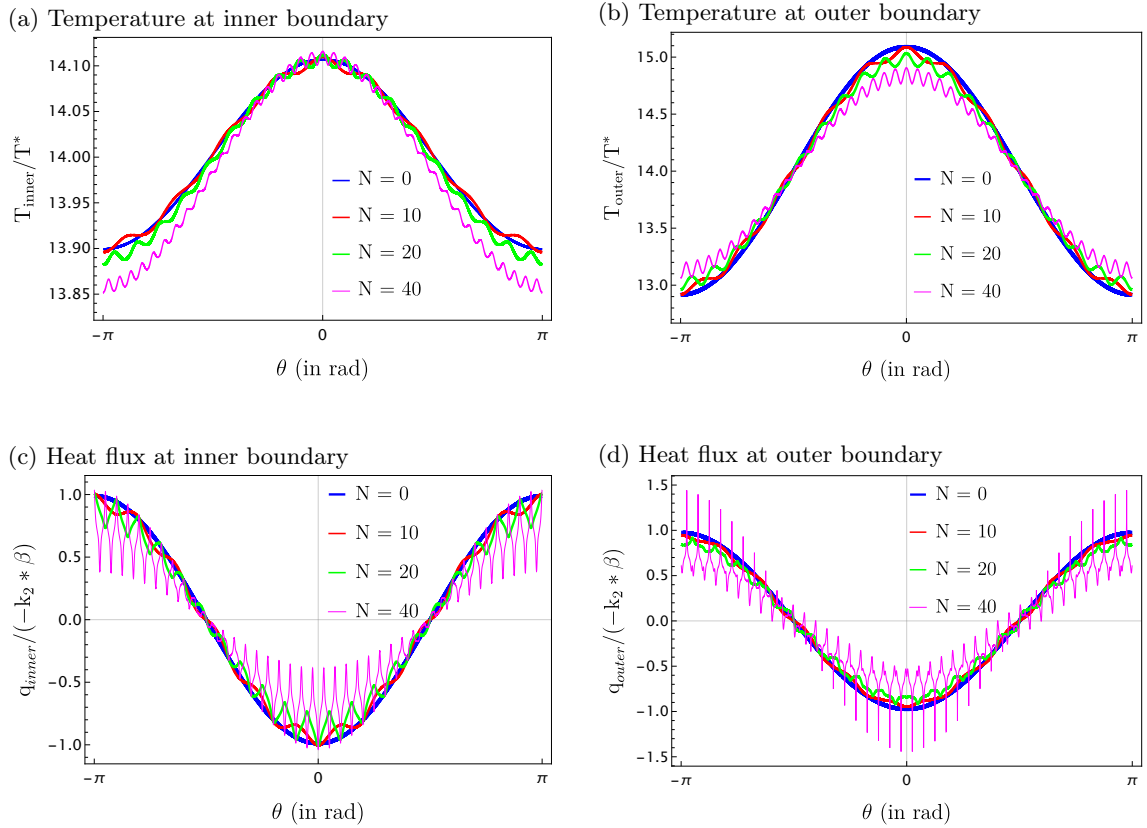 (a) Temperature at inner boundary
14.10
14.05
14.00
13.95
13.90
13.85
T_inner/T*
N = 0
N = 10
N = 20
N = 40
−π
0
π
θ (in rad)
(b) Temperature at outer boundary
15.0
14.5
14.0
13.5
13.0
T_outer/T*
N = 0
N = 10
N = 20
N = 40
−π
0
π
θ (in rad)
(c) Heat flux at inner boundary
1.0
0.5
0.0
−0.5
−1.0
q_inner/(−k₂ * β)
N = 0
N = 10
N = 20
N = 40
−π
0
π
θ (in rad)
(d) Heat flux at outer boundary
1.5
1.0
0.5
0.0
−0.5
−1.0
−1.5
q_outer/(−k₂ * β)
N = 0
N = 10
N = 20
N = 40
−π
0
π
θ (in rad)